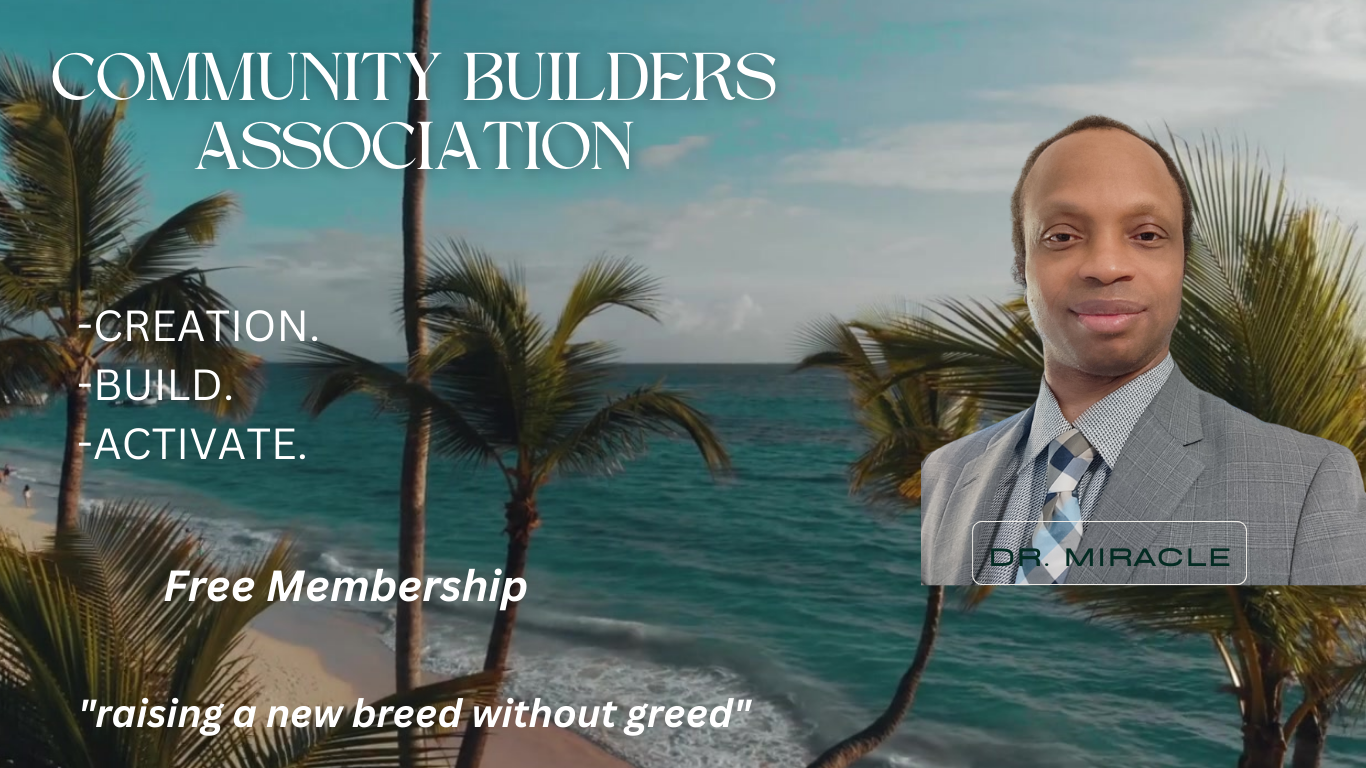 COMMUNITY BUILDERS
ASSOCIATION
-CREATION.
-BUILD.
-ACTIVATE.
DR. MIRACLE
Free Membership
"raising a new breed without greed"